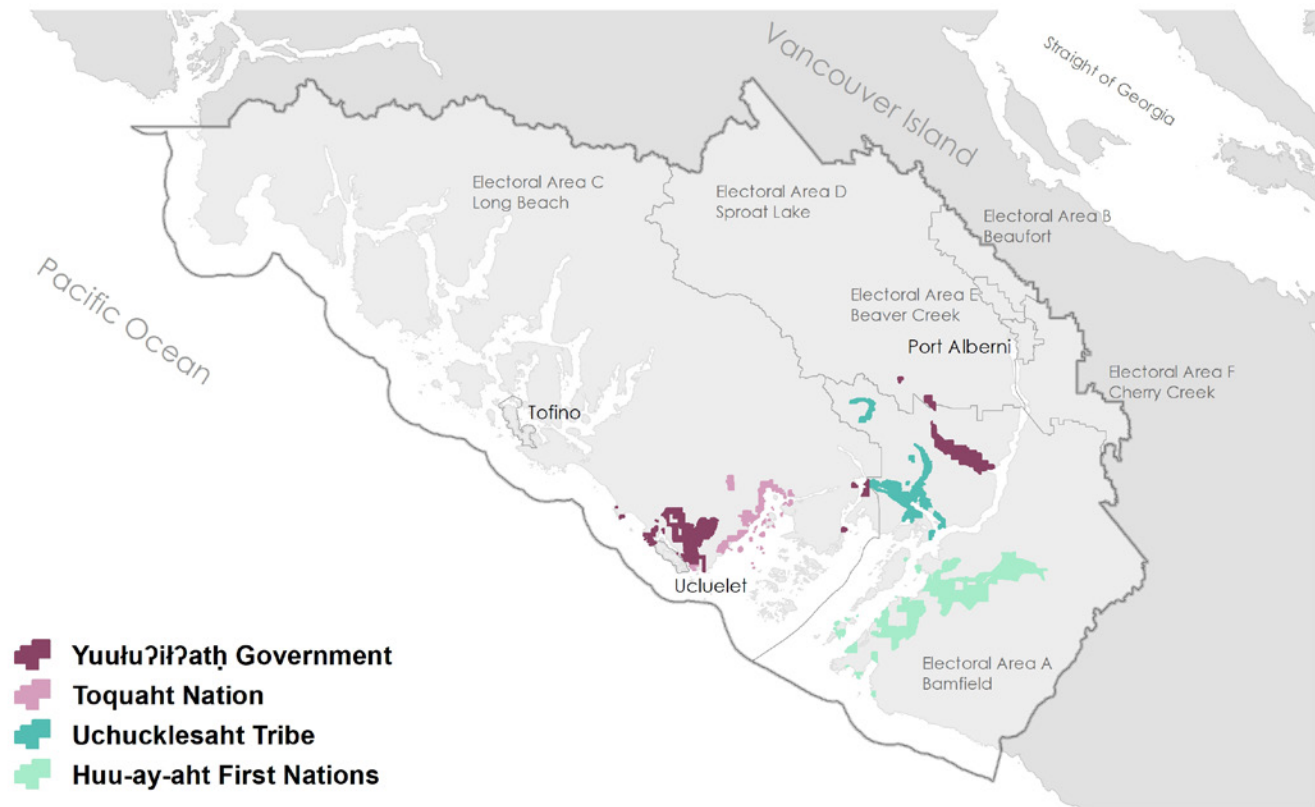 Vancouver Island
Straight of Georgia
Electoral Area C
Long Beach
Electoral Area D
Sproat Lake
Electoral Area B
Beaufort
Pacific Ocean
Electoral Area E
Beaver Creek
Port Alberni
Electoral Area F
Cherry Creek
Tofino
Ucluelet
Electoral Area A
Bamfield
Yuułuʔiłʔatḥ Government
Toquaht Nation
Uchucklesaht Tribe
Huu-ay-aht First Nations